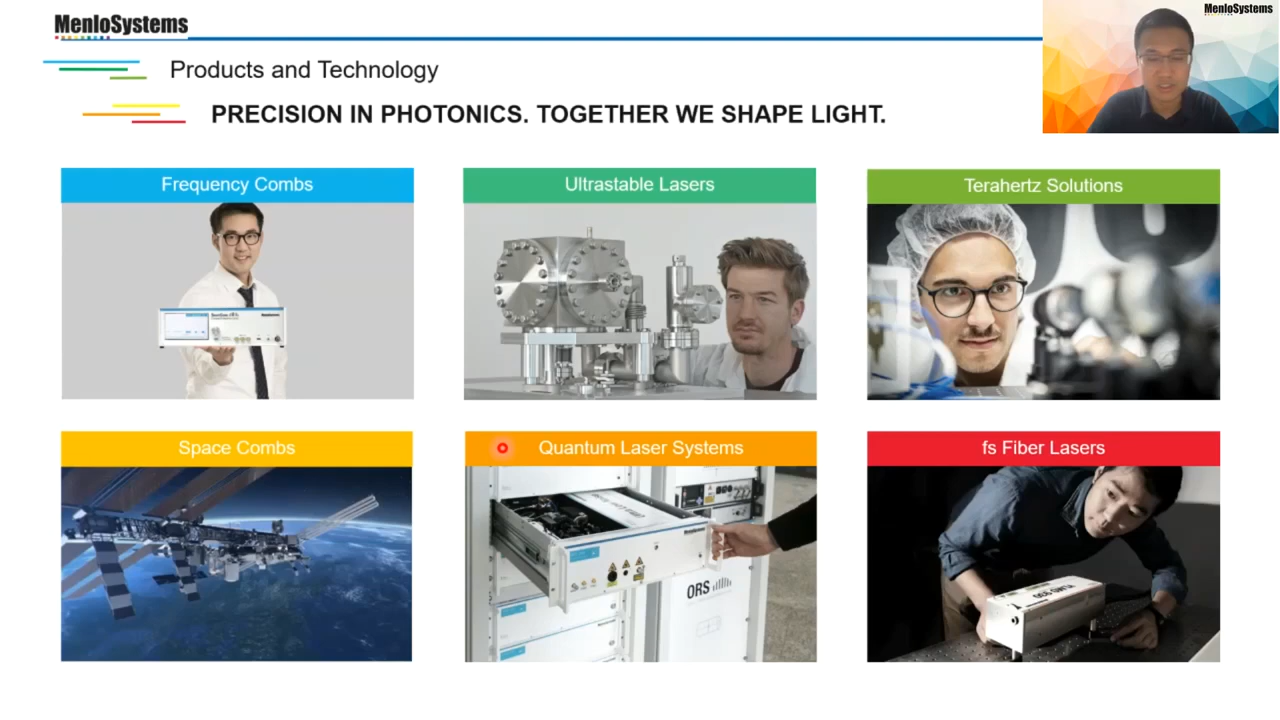 MenloSystems
MenloSystems
Products and Technology
PRECISION IN PHOTONICS. TOGETHER WE SHAPE LIGHT.
Frequency Combs
Ultrastable Lasers
Terahertz Solutions
Space Combs
Quantum Laser Systems
fs Fiber Lasers
ORS